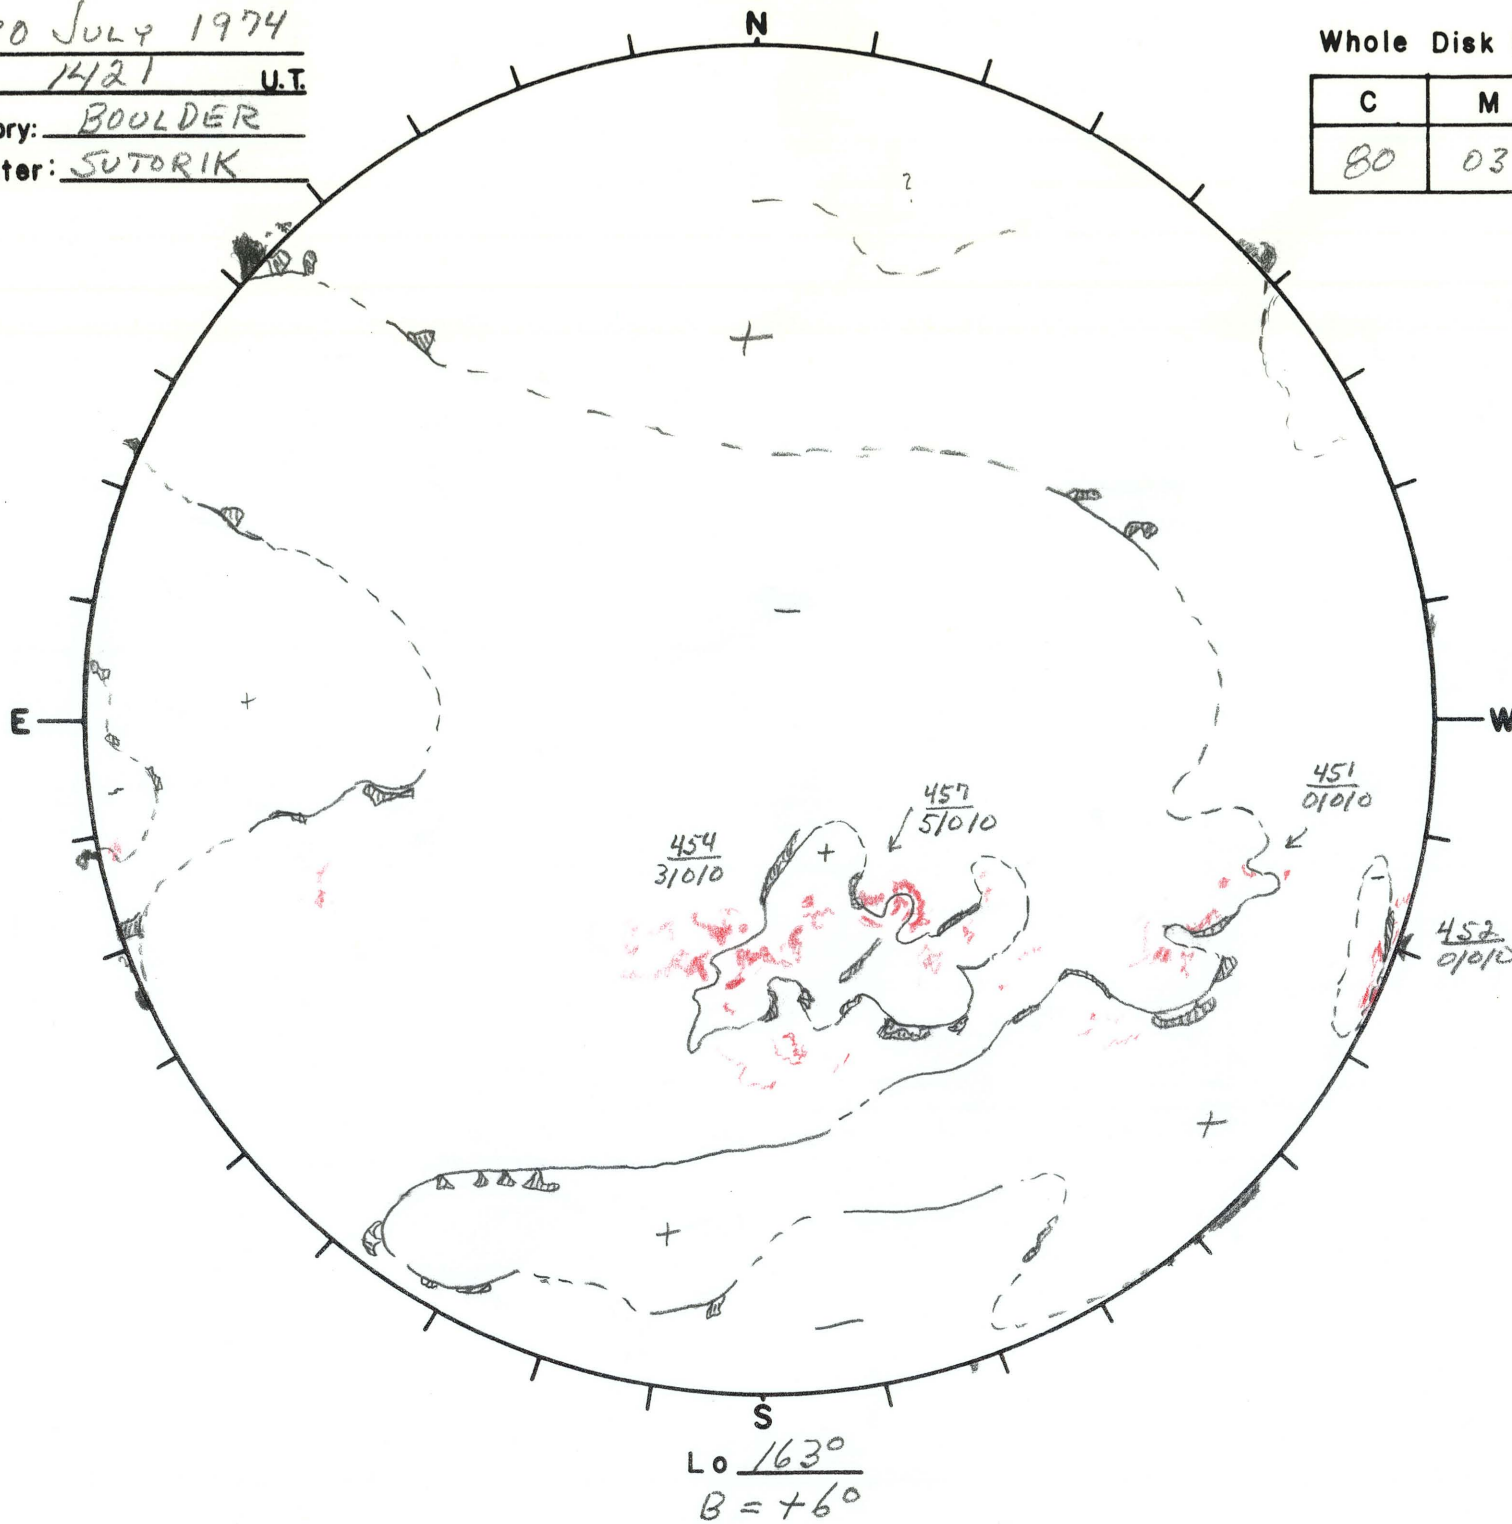 0 JULY 1974
1421 U.T.
ory: BOULDER
ter: SUTORIK
N
Whole Disk
C M
80 03
?
+
−
E
+
−
W
451
0/0/0
457
5/0/0
454
3/0/0
+
−
452
0/0/0
+
+
−
S
Lo 163°
B = +6°